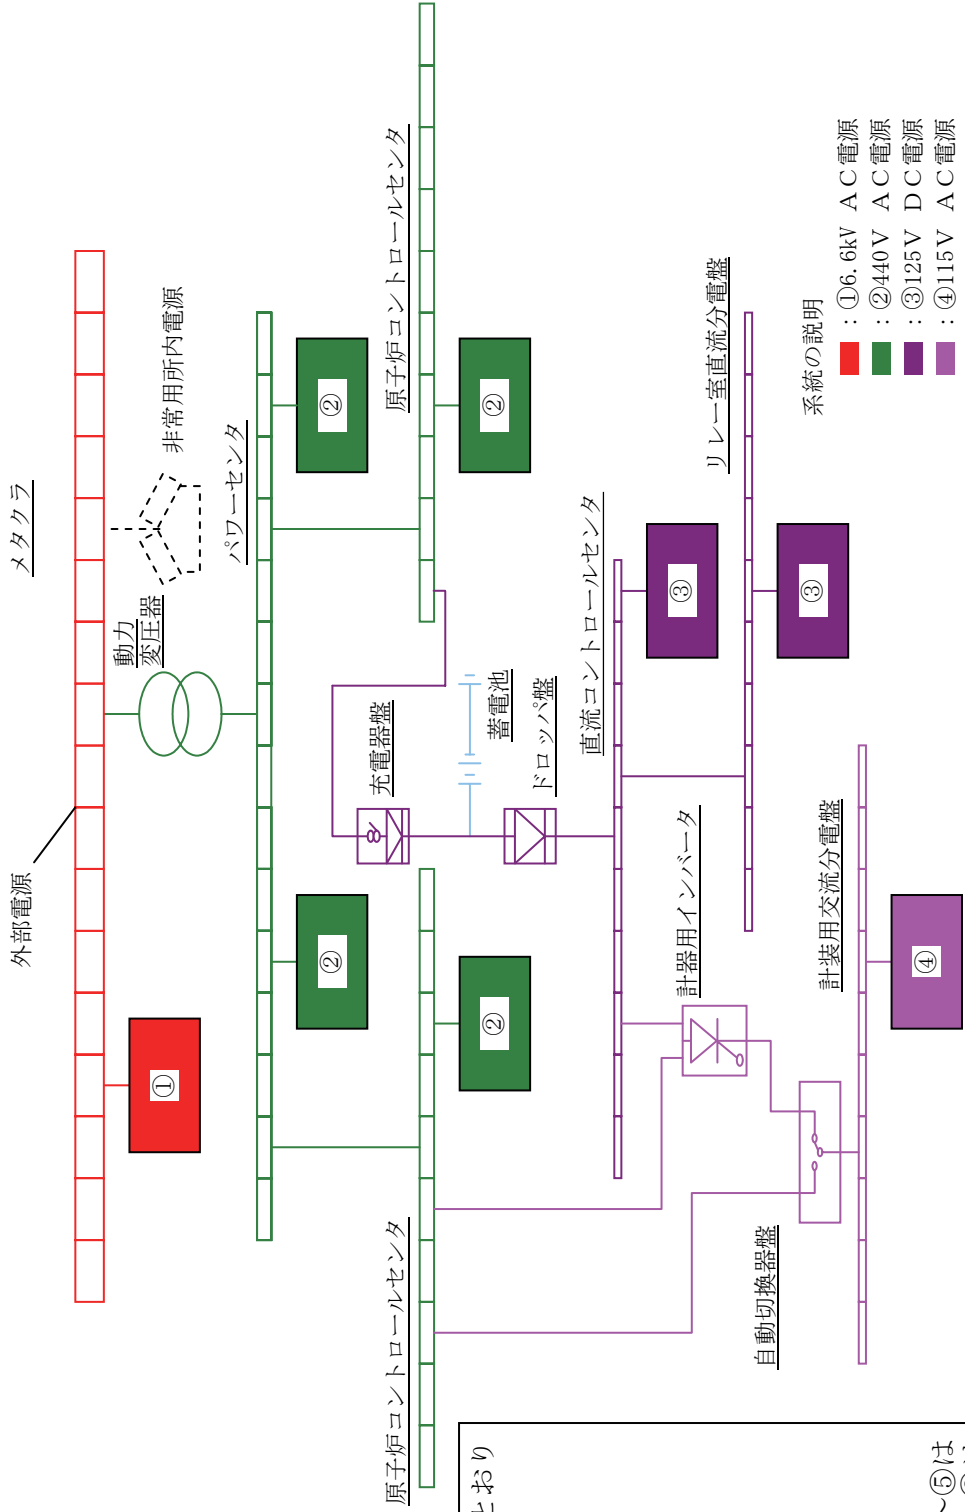 メタクラ
外部電源
非常用所内電源
動力
変圧器
①
パワーセンタ
②
②
原子炉コントロールセンタ
原子炉コントロールセンタ
②
②
充電器盤
蓄電池
ドロッパ盤
直流コントロールセンタ
③
計器用インバータ
リレー室直流分電盤
③
自動切換器盤
計装用交流分電盤
④
系統の説明
：①6.6kV ＡＣ電源
：②440V ＡＣ電源
：③125V ＤＣ電源
：④115V ＡＣ電源
とおり
～⑤は